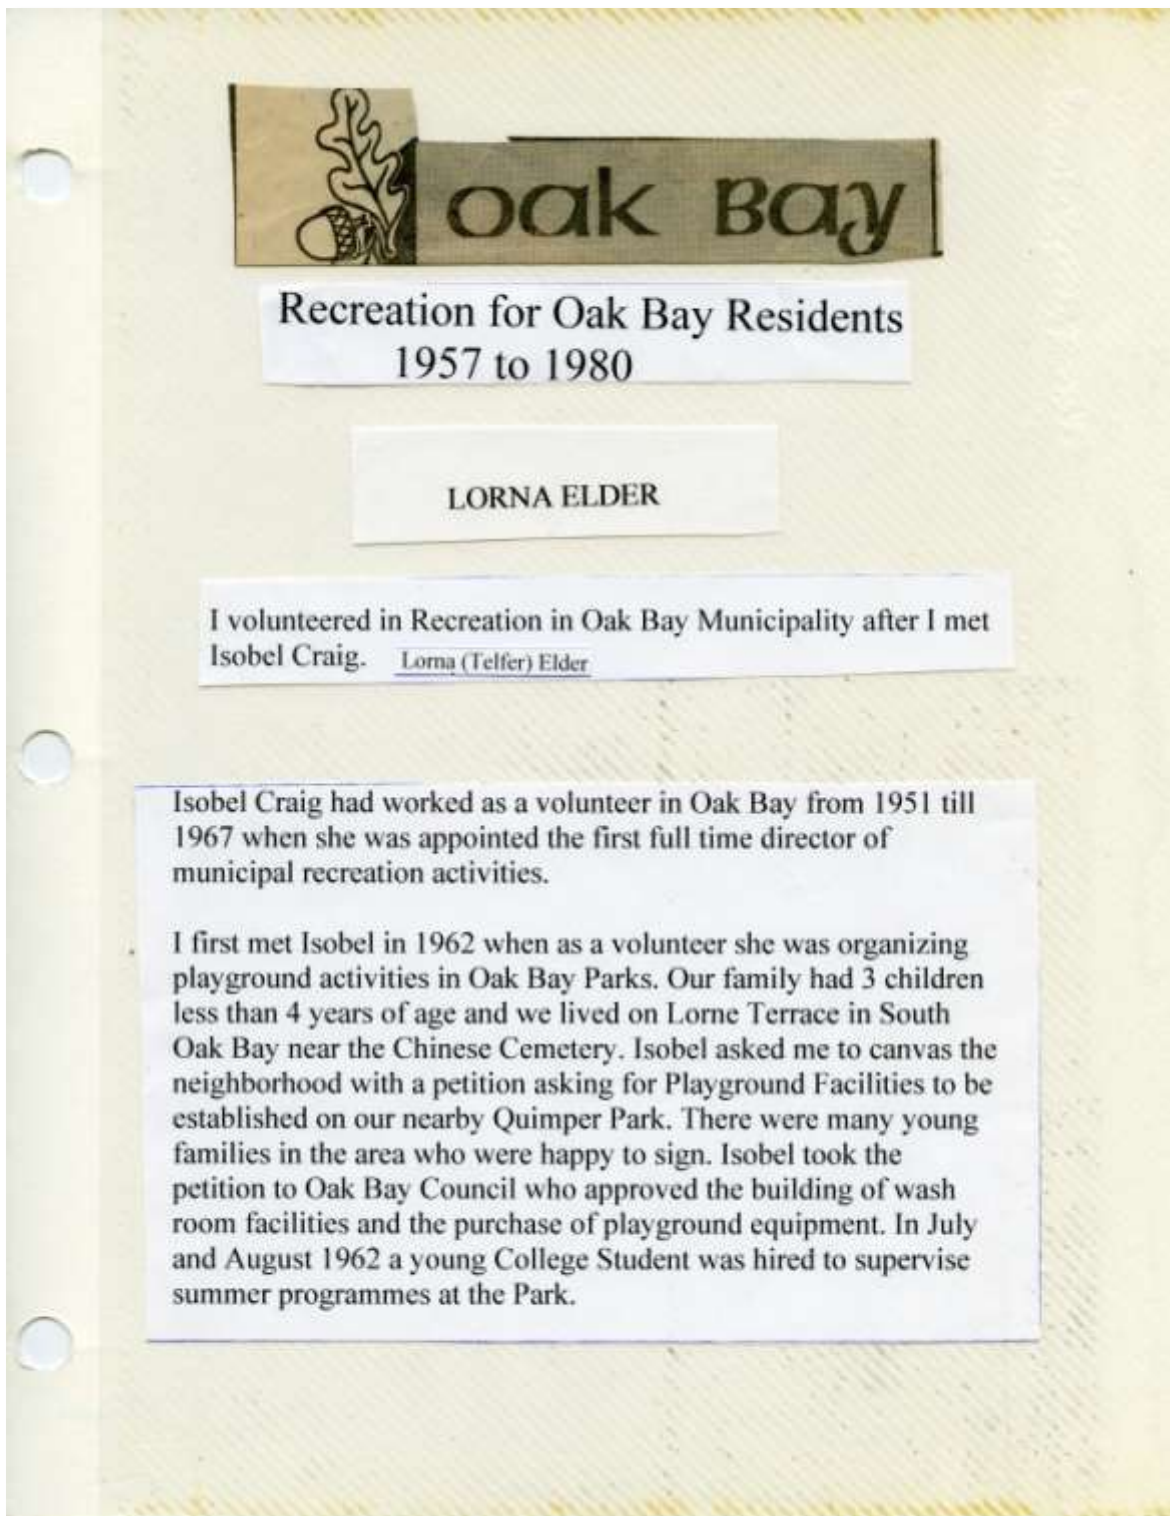 oak Bay
Recreation for Oak Bay Residents
1957 to 1980
LORNA ELDER
I volunteered in Recreation in Oak Bay Municipality after I met
Isobel Craig. Lorna (Telfer) Elder
Isobel Craig had worked as a volunteer in Oak Bay from 1951 till
1967 when she was appointed the first full time director of
municipal recreation activities.
I first met Isobel in 1962 when as a volunteer she was organizing
playground activities in Oak Bay Parks. Our family had 3 children
less than 4 years of age and we lived on Lorne Terrace in South
Oak Bay near the Chinese Cemetery. Isobel asked me to canvas the
neighborhood with a petition asking for Playground Facilities to be
established on our nearby Quimper Park. There were many young
families in the area who were happy to sign. Isobel took the
petition to Oak Bay Council who approved the building of wash
room facilities and the purchase of playground equipment. In July
and August 1962 a young College Student was hired to supervise
summer programmes at the Park.